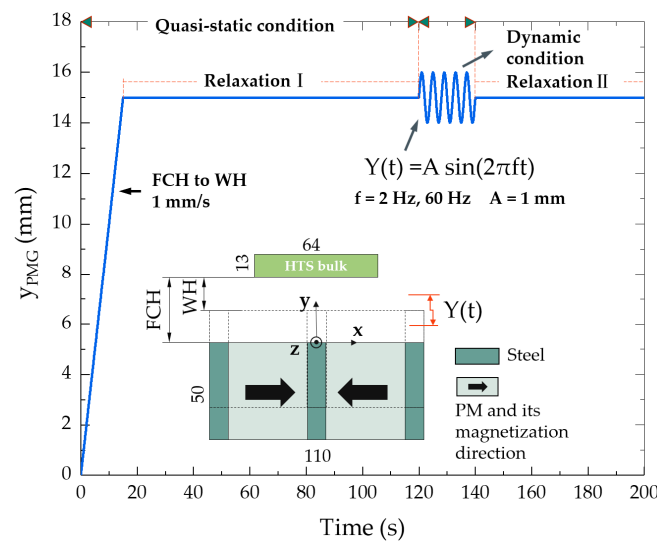 Quasi-static condition
Dynamic
condition
Relaxation I
Relaxation II
FCH to WH
1 mm/s
Y(t) =A sin(2πft)
f = 2 Hz, 60 Hz A = 1 mm
64
13
HTS bulk
FCH
WH
y
x
z
Y(t)
50
110
Steel
PM and its
magnetization
direction
18
16
14
12
10
8
6
4
2
0
yPMG (mm)
0 20 40 60 80 100 120 140 160 180 200
Time (s)